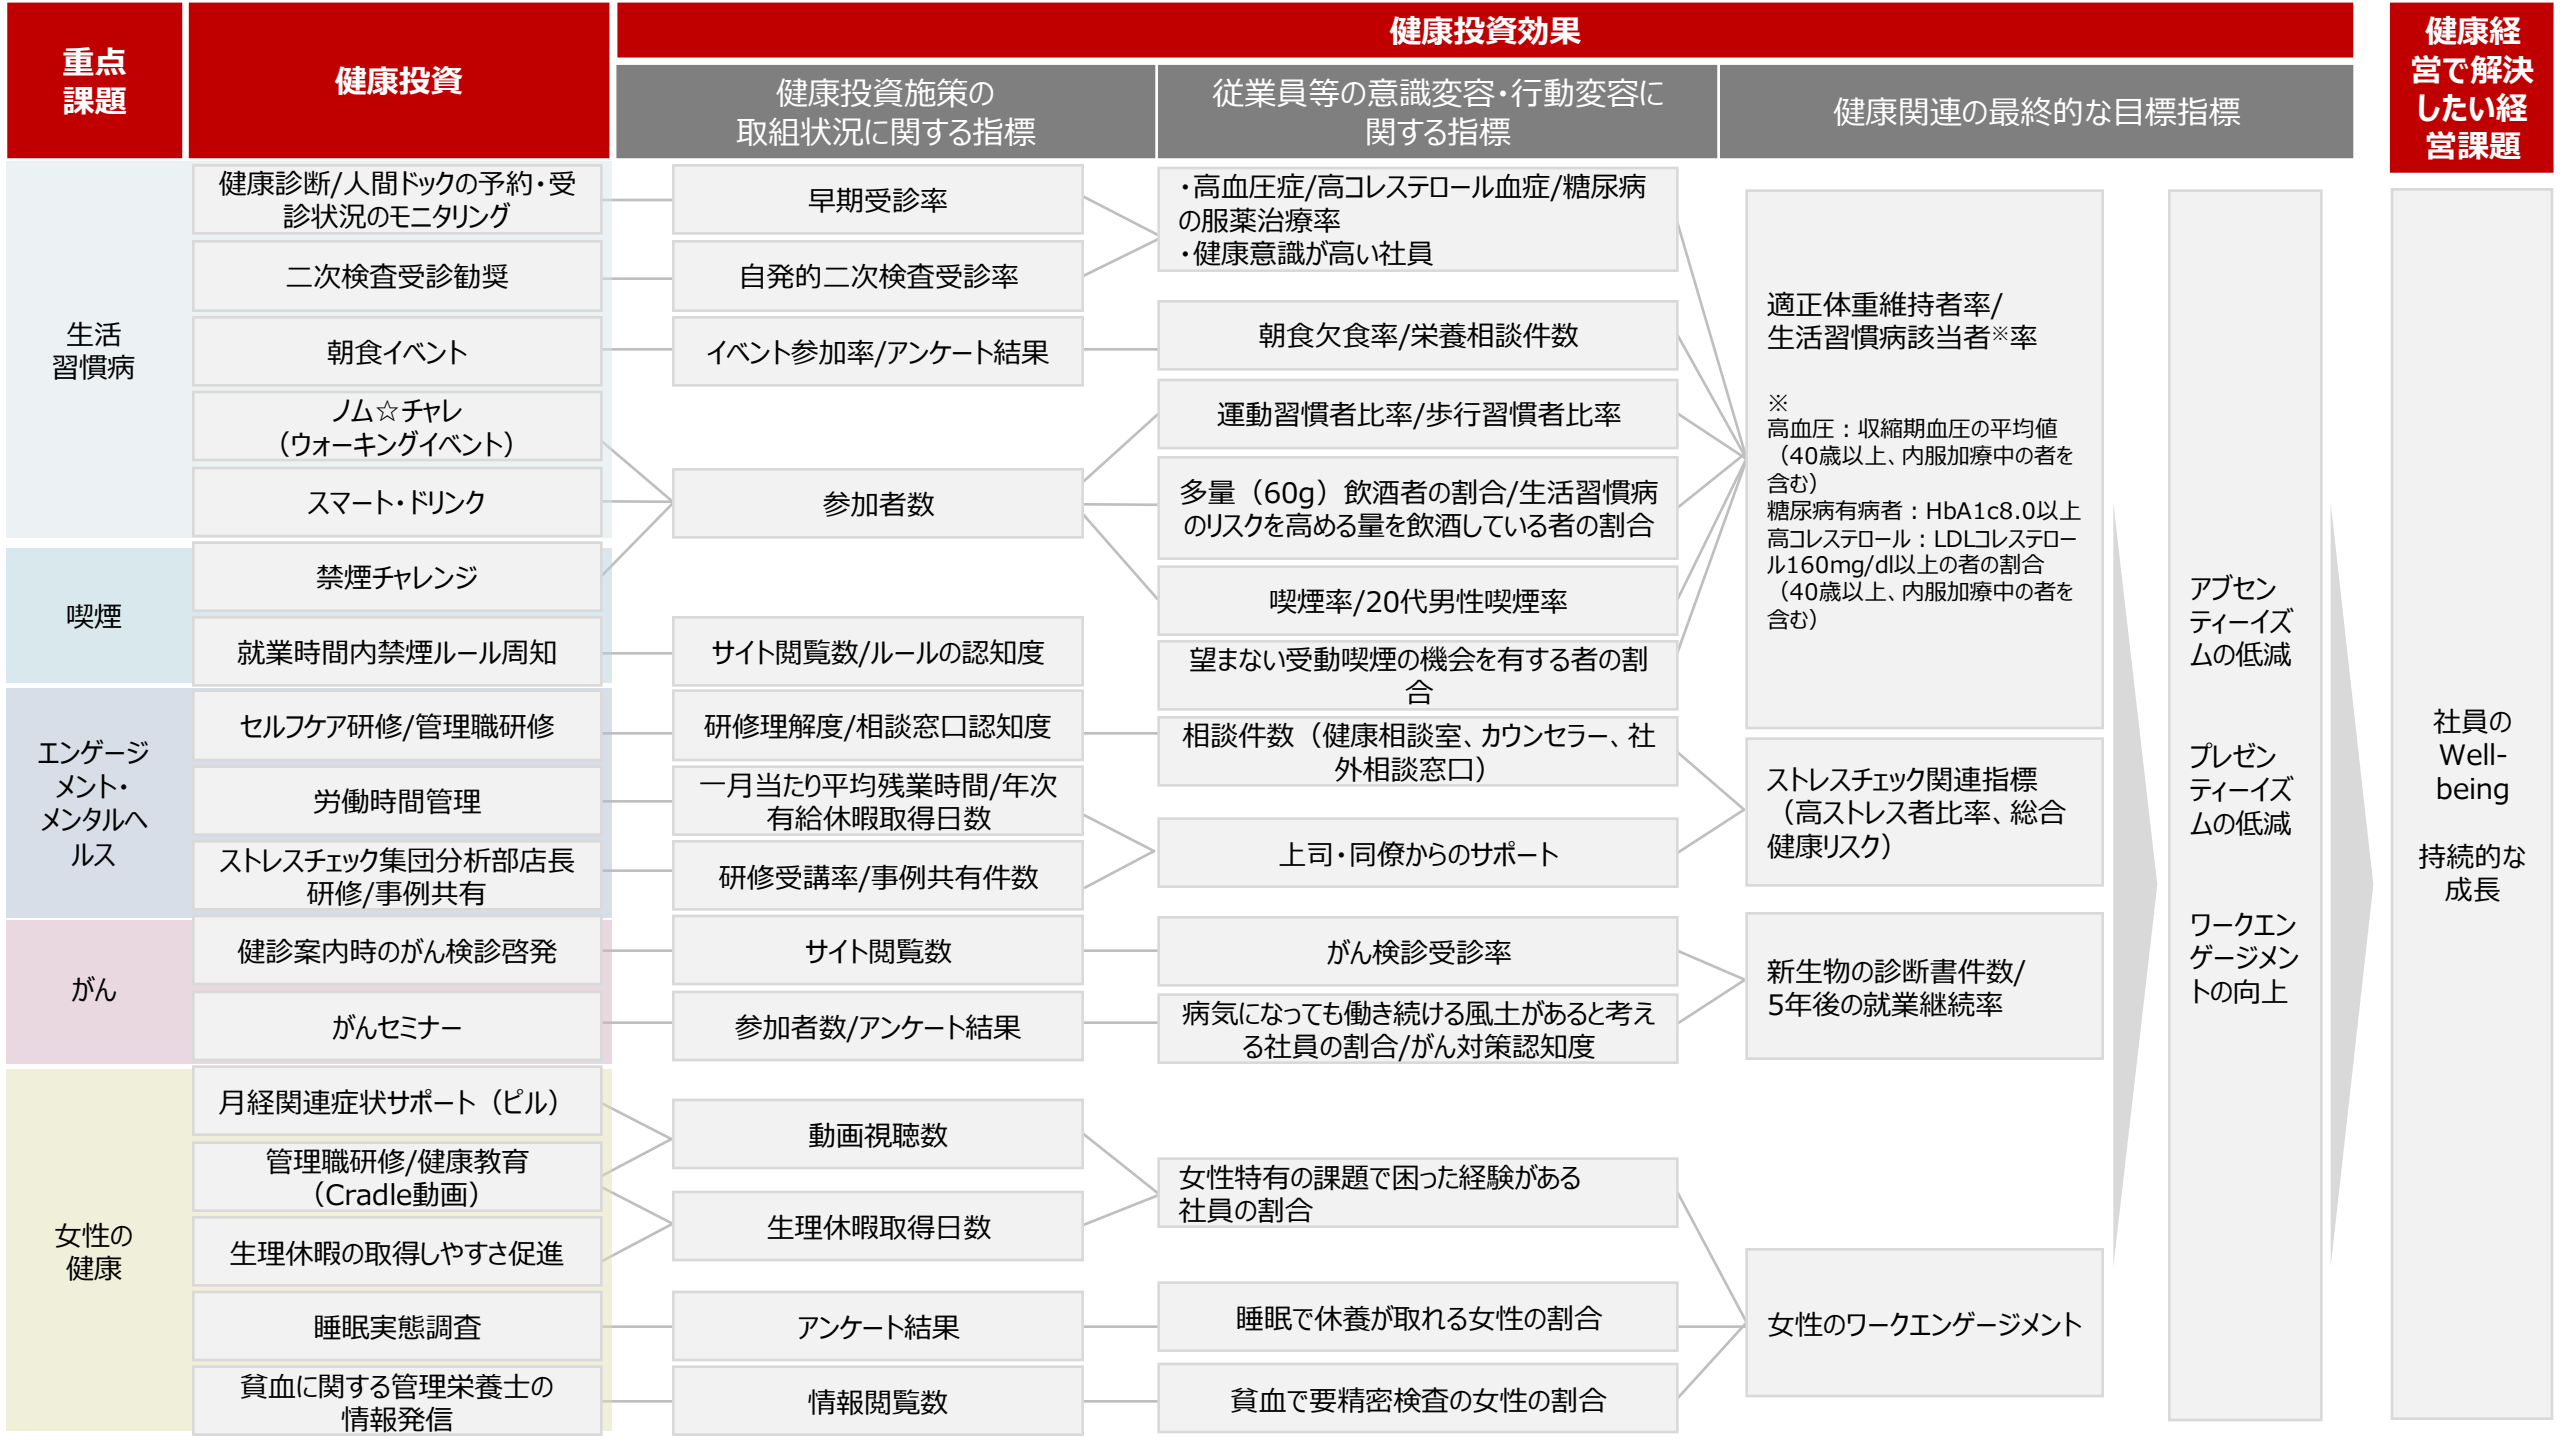 重点
課題
健康投資
健康投資効果
健康投資施策の
取組状況に関する指標
従業員等の意識変容・行動変容に
関する指標
健康関連の最終的な目標指標
健康経
営で解決
したい経
営課題
生活
習慣病
健康診断/人間ドックの予約・受
診状況のモニタリング
二次検査受診勧奨
朝食イベント
ノム☆チャレ
（ウォーキングイベント）
スマート・ドリンク
喫煙
禁煙チャレンジ
就業時間内禁煙ルール周知
エンゲージ
メント・
メンタルヘ
ルス
セルフケア研修/管理職研修
労働時間管理
ストレスチェック集団分析部店長
研修/事例共有
がん
健診案内時のがん検診啓発
がんセミナー
女性の
健康
月経関連症状サポート（ピル）
管理職研修/健康教育
（Cradle動画）
生理休暇の取得しやすさ促進
睡眠実態調査
貧血に関する管理栄養士の
情報発信
早期受診率
自発的二次検査受診率
イベント参加率/アンケート結果
参加者数
サイト閲覧数/ルールの認知度
研修理解度/相談窓口認知度
一月当たり平均残業時間/年次
有給休暇取得日数
研修受講率/事例共有件数
サイト閲覧数
参加者数/アンケート結果
動画視聴数
生理休暇取得日数
アンケート結果
情報閲覧数
・高血圧症/高コレステロール血症/糖尿病
の服薬治療率
・健康意識が高い社員
朝食欠食率/栄養相談件数
運動習慣者比率/歩行習慣者比率
多量（60g）飲酒者の割合/生活習慣病
のリスクを高める量を飲酒している者の割合
喫煙率/20代男性喫煙率
望まない受動喫煙の機会を有する者の割
合
相談件数（健康相談室、カウンセラー、社
外相談窓口）
上司・同僚からのサポート
がん検診受診率
病気になっても働き続ける風土があると考え
る社員の割合/がん対策認知度
女性特有の課題で困った経験がある
社員の割合
睡眠で休養が取れる女性の割合
貧血で要精密検査の女性の割合
適正体重維持者率/
生活習慣病該当者※率
※
高血圧：収縮期血圧の平均値
（40歳以上、内服加療中の者を
含む）
糖尿病有病者：HbA1c8.0以上
高コレステロール：LDLコレステロー
ル160mg/dl以上の者の割合
（40歳以上、内服加療中の者を
含む）
ストレスチェック関連指標
（高ストレス者比率、総合
健康リスク）
新生物の診断書件数/
5年後の就業継続率
女性のワークエンゲージメント
アブセン
ティーイズ
ムの低減
プレゼン
ティーイズ
ムの低減
ワークエン
ゲージメン
トの向上
社員の
Well-
being
持続的な
成長